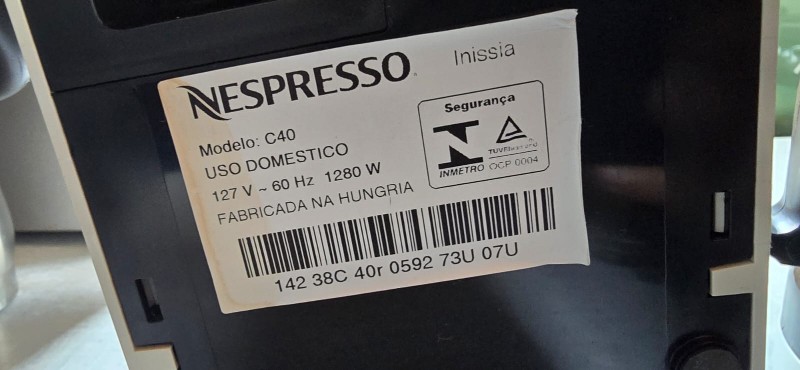 NESPRESSO
Inissia
Modelo: C40
USO DOMESTICO
127 V ~ 60 Hz 1280 W
FABRICADA NA HUNGRIA
Segurança
INMETRO
OCP 0004
142 38C 40r 0592 73U 07U